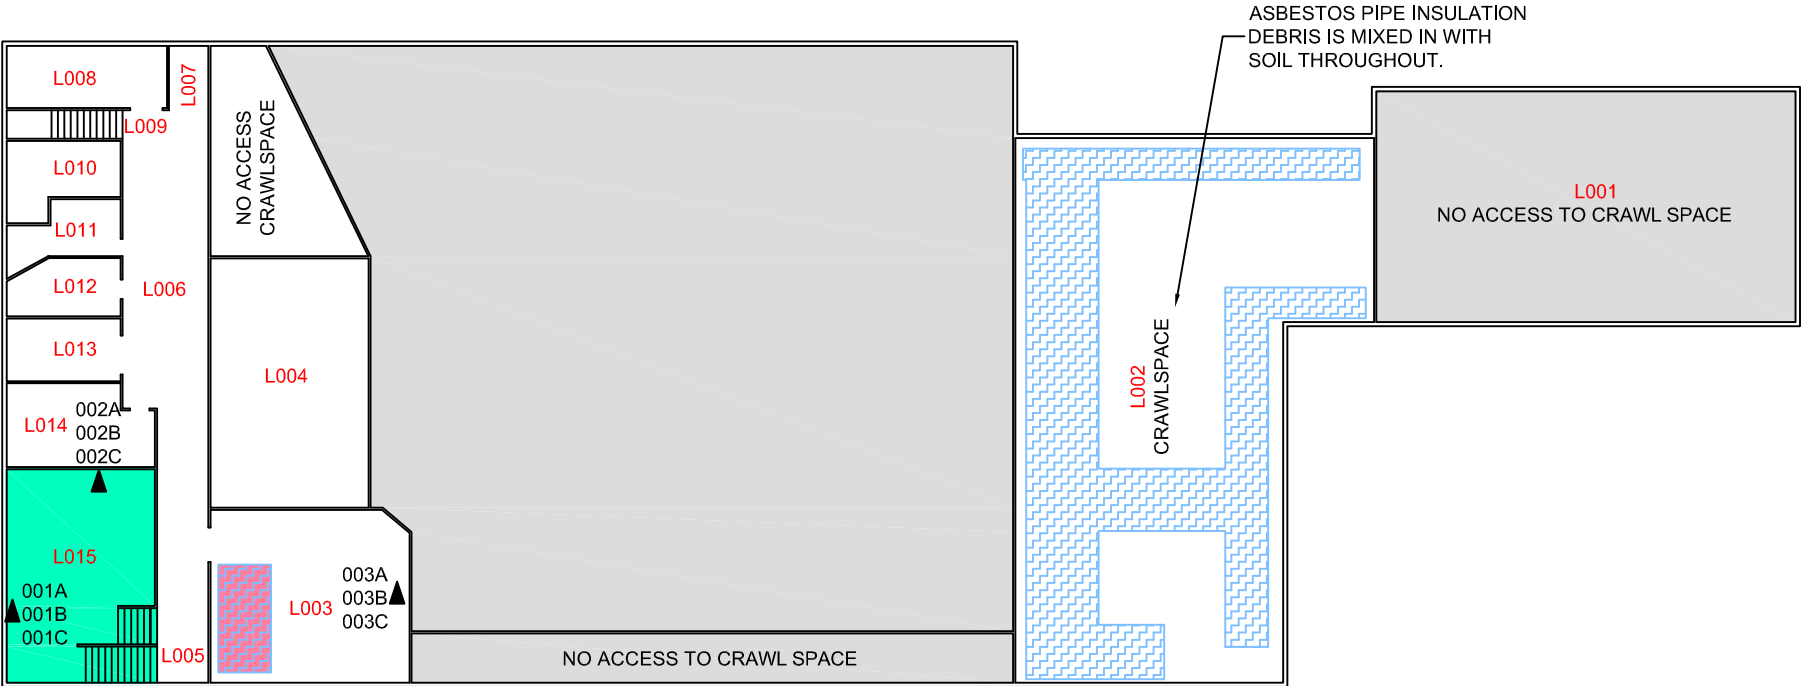 ASBESTOS PIPE INSULATION
DEBRIS IS MIXED IN WITH
SOIL THROUGHOUT.
L008
L007
L009
NO ACCESS
CRAWLSPACE
L010
L011
L012
L006
L013
L004
L014
002A
002B
002C
L015
001A
001B
001C
L005
L003
003A
003B
003C
NO ACCESS TO CRAWL SPACE
L002
CRAWLSPACE
L001
NO ACCESS TO CRAWL SPACE